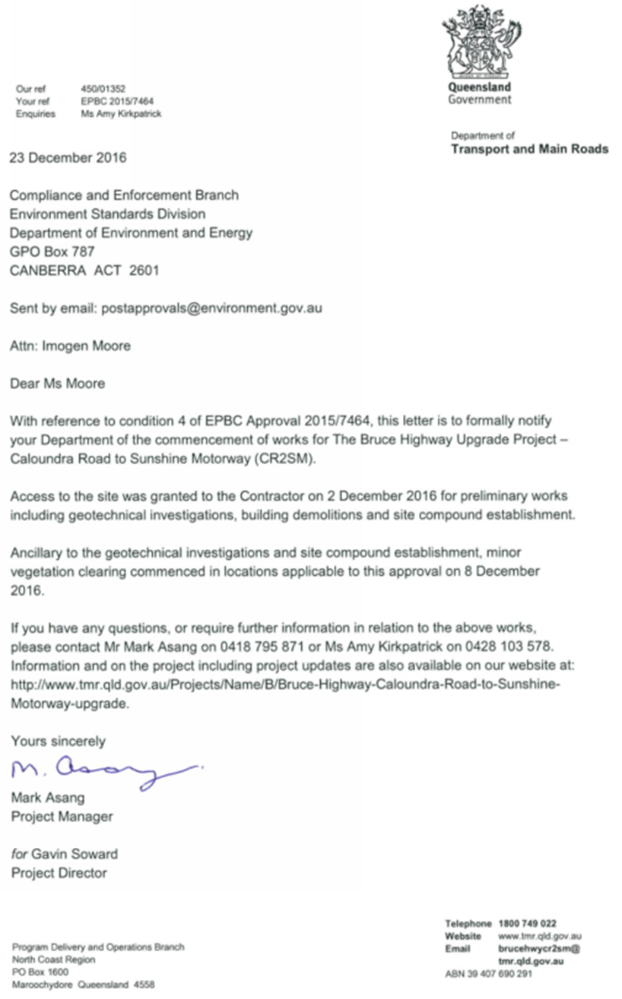 Queensland
Government
Department of
Transport and Main Roads
Our ref 450/01352
Your ref EPBC 2015/7464
Enquiries Ms Amy Kirkpatrick
23 December 2016
Compliance and Enforcement Branch
Environment Standards Division
Department of Environment and Energy
GPO Box 787
CANBERRA ACT 2601
Sent by email: postapprovals@environment.gov.au
Attn: Imogen Moore
Dear Ms Moore
With reference to condition 4 of EPBC Approval 2015/7464, this letter is to formally notify
your Department of the commencement of works for The Bruce Highway Upgrade Project –
Caloundra Road to Sunshine Motorway (CR2SM).
Access to the site was granted to the Contractor on 2 December 2016 for preliminary works
including geotechnical investigations, building demolitions and site compound establishment.
Ancillary to the geotechnical investigations and site compound establishment, minor
vegetation clearing commenced in locations applicable to this approval on 8 December
2016.
If you have any questions, or require further information in relation to the above works,
please contact Mr Mark Asang on 0418 795 871 or Ms Amy Kirkpatrick on 0428 103 578.
Information and on the project including project updates are also available on our website at:
http://www.tmr.qld.gov.au/Projects/Name/B/Bruce-Highway-Caloundra-Road-to-Sunshine-
Motorway-upgrade.
Yours sincerely
M. Asang
Mark Asang
Project Manager
for Gavin Soward
Project Director
Program Delivery and Operations Branch
North Coast Region
PO Box 1600
Maroochydore Queensland 4558
Telephone 1800 749 022
Website www.tmr.qld.gov.au
Email brucehwycr2sm@
tmr.qld.gov.au
ABN 39 407 690 291